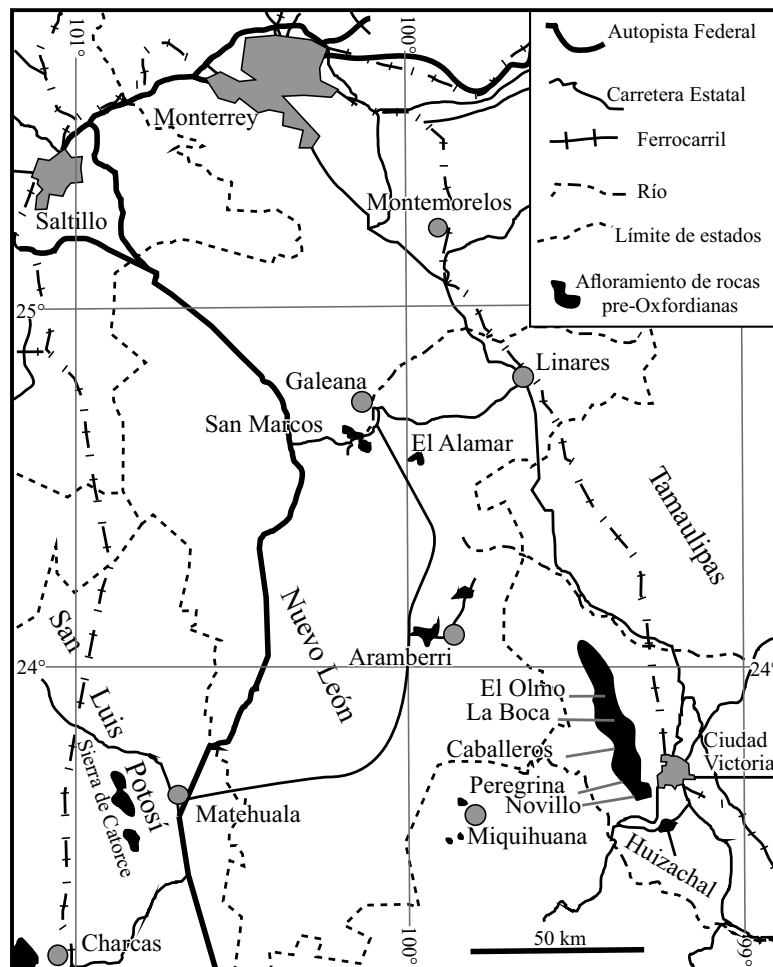 101°
100°
Autopista Federal
Carretera Estatal
Ferrocarril
Río
Límite de estados
Afloramiento de rocas
pre-Oxfordianas
Monterrey
Saltillo
Montemorelos
25°
Linares
Galeana
San Marcos
El Alamar
Tamaulipas
Nuevo León
San
Luis
Potosí
Aramberri
24°
24°
El Olmo
La Boca
Caballeros
Peregrina
Novillo
Ciudad
Victoria
Sierra de Catorce
Matehuala
Miquihuana
Huizachal
Charcas
100°
50 km
99°